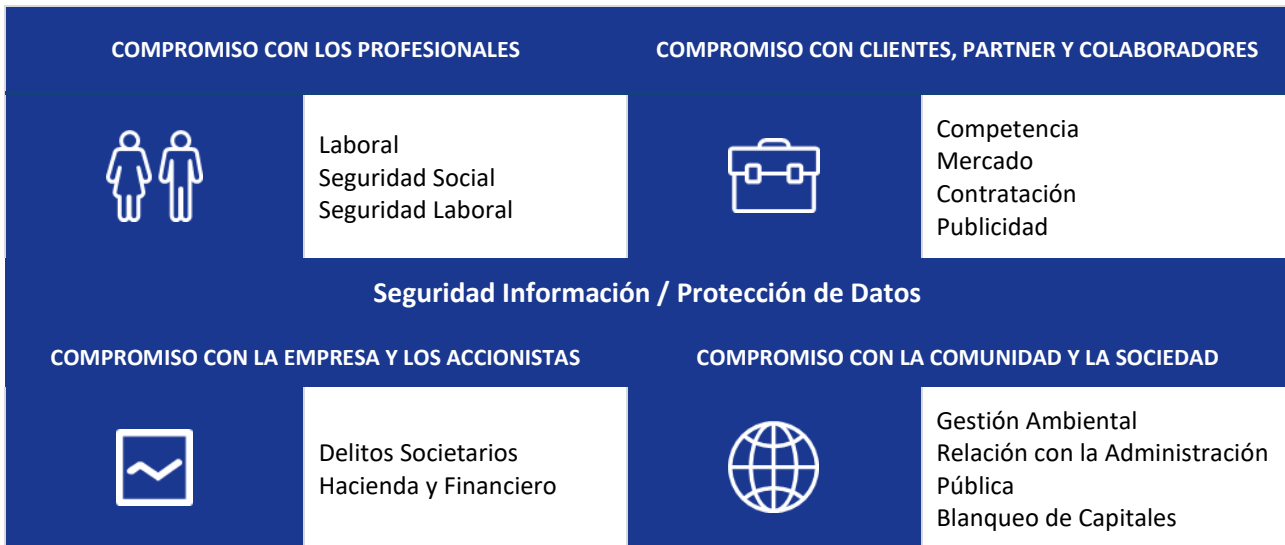 COMPROMISO CON LOS PROFESIONALES
COMPROMISO CON CLIENTES, PARTNER Y COLABORADORES
Laboral
Seguridad Social
Seguridad Laboral
Competencia
Mercado
Contratación
Publicidad
Seguridad Información / Protección de Datos
COMPROMISO CON LA EMPRESA Y LOS ACCIONISTAS
COMPROMISO CON LA COMUNIDAD Y LA SOCIEDAD
Delitos Societarios
Hacienda y Financiero
Gestión Ambiental
Relación con la Administración
Pública
Blanqueo de Capitales